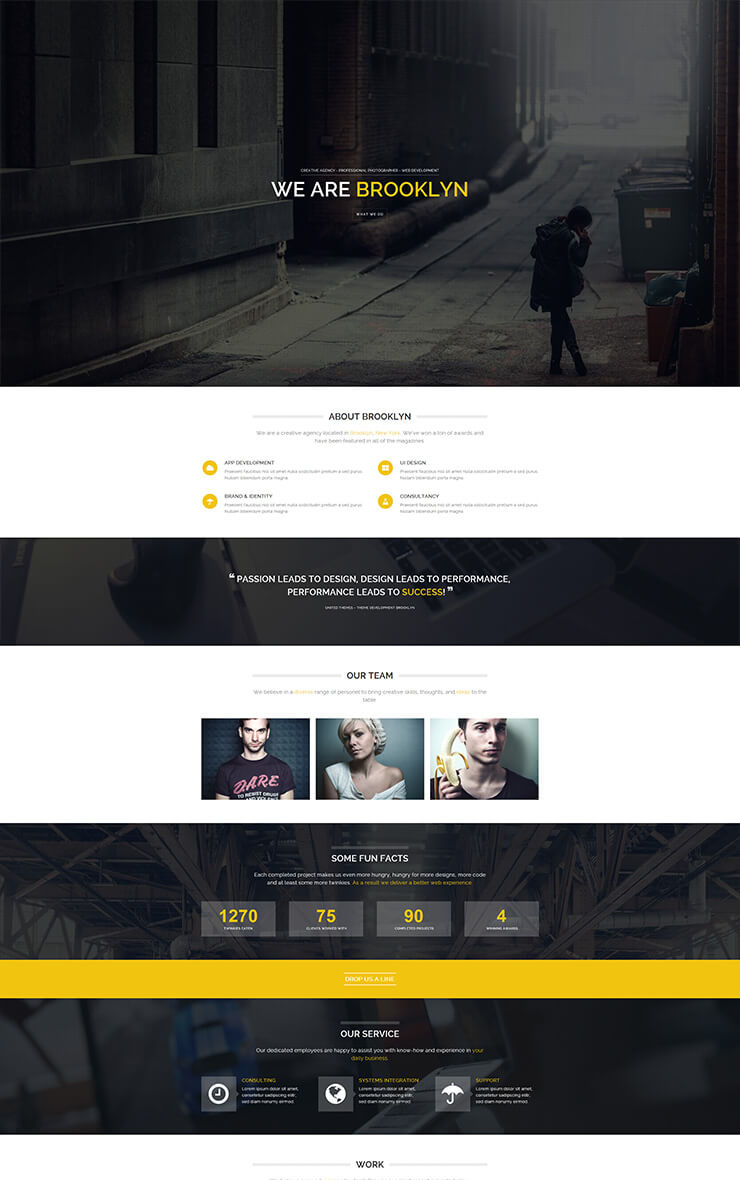 CREATIVE AGENCY - PROFESSIONAL PHOTOGRAPHER - WEB DEVELOPMENT
WE ARE BROOKLYN
WHAT WE DO
ABOUT BROOKLYN
We are a creative agency located in Brooklyn, New York. We've won a ton of awards and
have been featured in all of the magazines
APP DEVELOPMENT
Praesent faucibus nisl sit amet nulla sollicitudin pretium a sed purus.
Nullam bibendum porta magna.
UI DESIGN
Praesent faucibus nisl sit amet nulla sollicitudin pretium a sed purus.
Nullam bibendum porta magna.
BRAND & IDENTITY
Praesent faucibus nisl sit amet nulla sollicitudin pretium a sed purus.
Nullam bibendum porta magna.
CONSULTANCY
Praesent faucibus nisl sit amet nulla sollicitudin pretium a sed purus.
Nullam bibendum porta magna.
❝ PASSION LEADS TO DESIGN, DESIGN LEADS TO PERFORMANCE,
PERFORMANCE LEADS TO SUCCESS! ❞
UNITED THEMES - THEME DEVELOPMENT BROOKLYN
OUR TEAM
We believe in a diverse range of personel to bring creative skills, thoughts, and ideas to the
table
D.A.R.E.
TO RESIST DRUGS
AND VIOLENCE
SOME FUN FACTS
Each completed project makes us even more hungry, hungry for more designs, more code
and at least some more twinkies. As a result we deliver a better web experience
1270
TWINKIES EATEN
75
CLIENTS WORKED WITH
90
COMPLETED PROJECTS
4
WINNING AWARDS
DROP US A LINE
OUR SERVICE
Our dedicated employees are happy to assist you with know-how and experience in your
daily business.
CONSULTING
Lorem ipsum dolor sit amet,
consetetur sadipscing elitr,
sed diam nonumy eirmod.
SYSTEMS INTEGRATION
Lorem ipsum dolor sit amet,
consetetur sadipscing elitr,
sed diam nonumy eirmod.
SUPPORT
Lorem ipsum dolor sit amet,
consetetur sadipscing elitr,
sed diam nonumy eirmod.
WORK